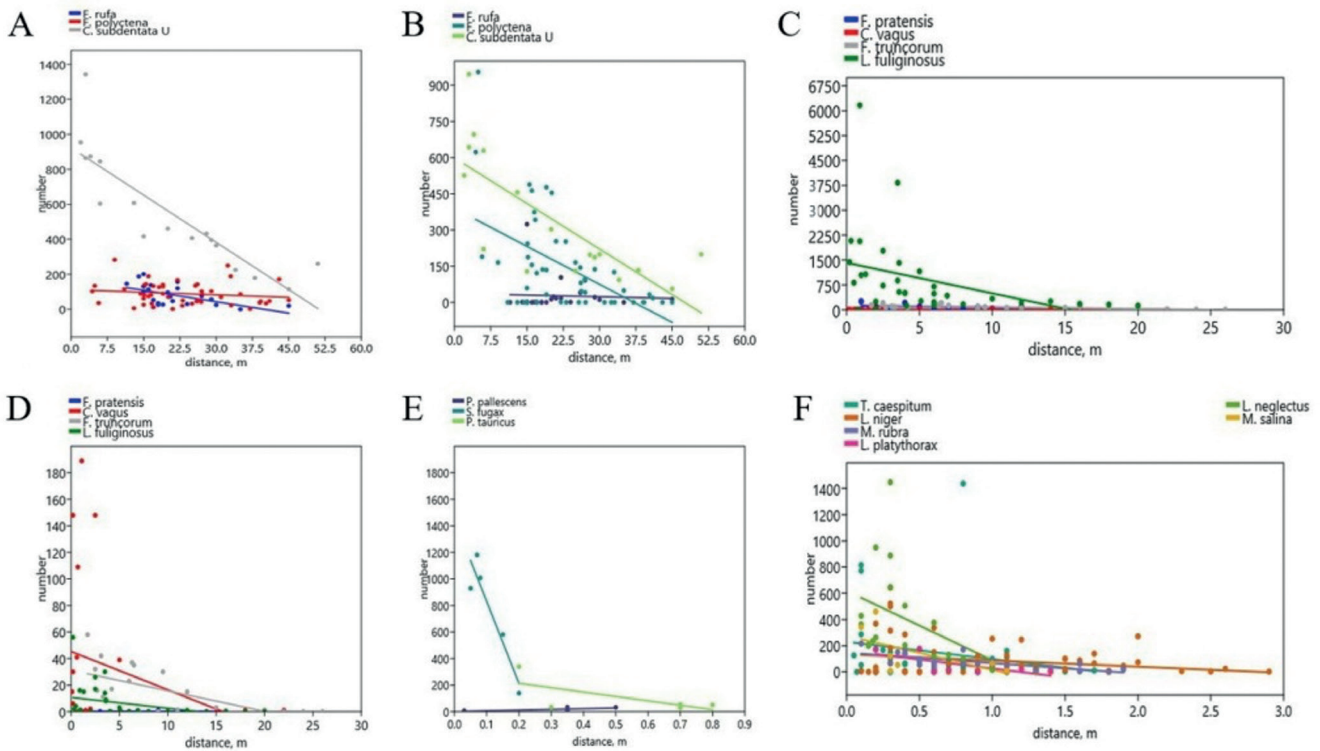 A
F. rufa
F. polyctena
C. subdentata U
1400
1200
1000
800
600
400
200
0
number
0.0 7.5 15.0 22.5 30.0 37.5 45.0 52.5 60.0
distance, m
B
F. rufa
F. polyctena
C. subdentata U
900
750
600
450
300
150
0
number
0.0 7.5 15.0 22.5 30.0 37.5 45.0 52.5 60.0
distance, m
C
F. pratensis
C. vagus
F. truncorum
L. fuliginosus
6750
6000
5250
4500
3750
3000
2250
1500
750
0
number
0 5 10 15 20 25 30
distance, m
D
F. pratensis
C. vagus
F. truncorum
L. fuliginosus
180
160
140
120
100
80
60
40
20
0
number
0 5 10 15 20 25 30
distance, m
E
P. pallescens
S. fugax
P. tauricus
1800
1600
1400
1200
1000
800
600
400
200
0
number
0.0 0.1 0.2 0.3 0.4 0.5 0.6 0.7 0.8 0.9
distance, m
F
T. caespitum
L. niger
M. rubra
L. platythorax
L. neglectus
M. salina
1400
1200
1000
800
600
400
200
0
number
0.0 0.5 1.0 1.5 2.0 2.5 3.0
distance, m